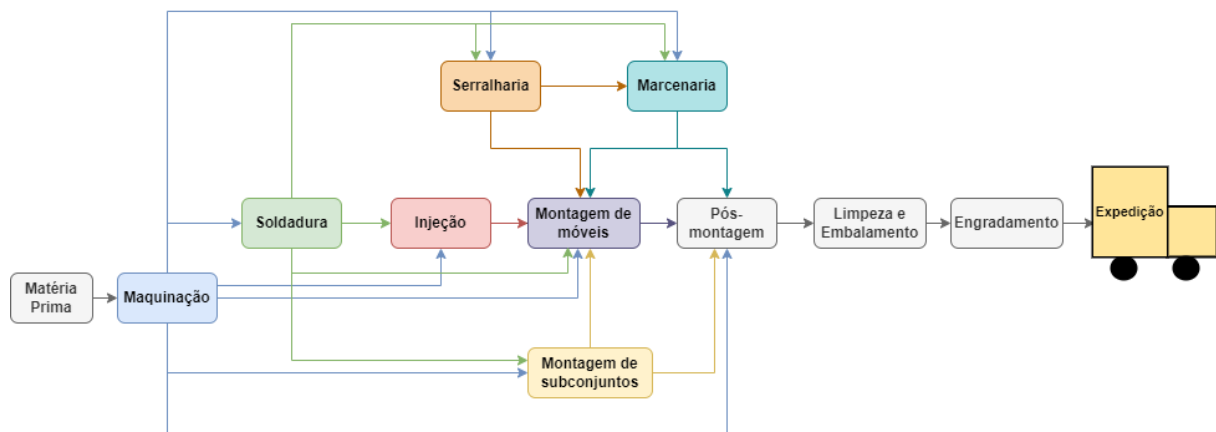 Serralharia
Marcenaria
Soldadura
Injeção
Montagem de
móveis
Pós-
montagem
Limpeza e
Embalamento
Engradamento
Expedição
Matéria
Prima
Maquinação
Montagem de
subconjuntos